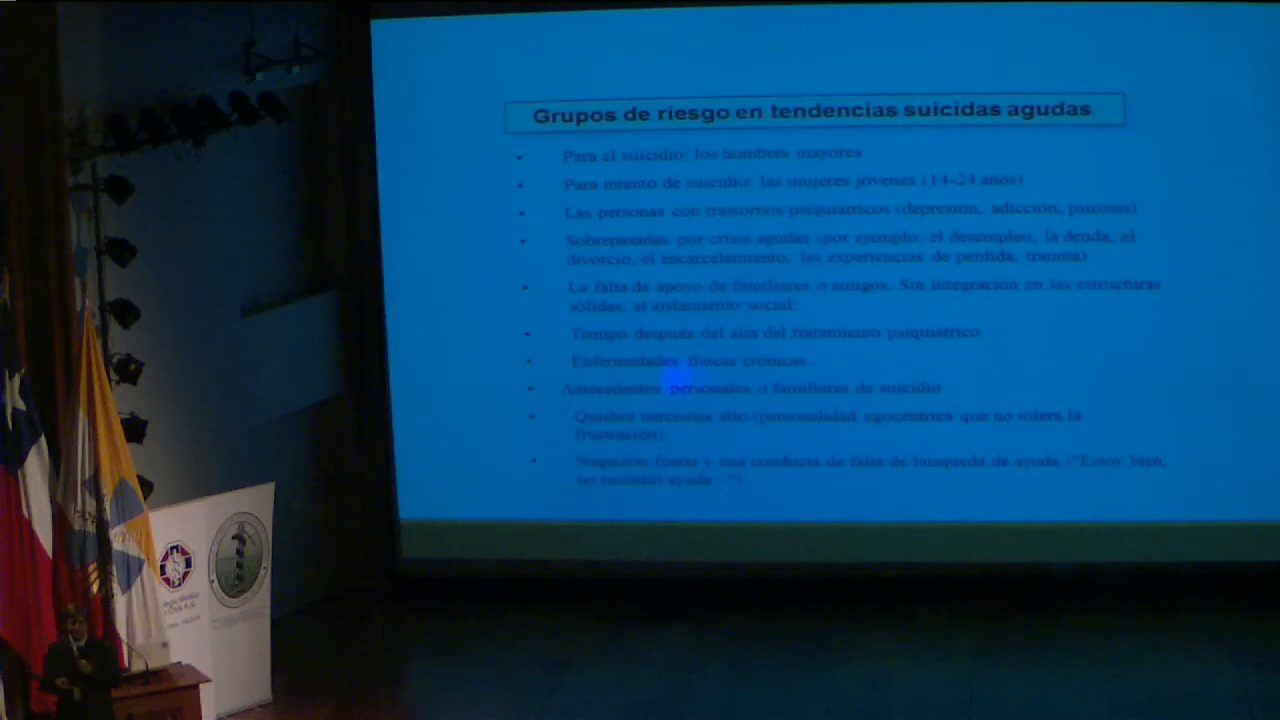 Grupos de riesgo en tendencias suicidas agudas
Para el suicidio: los hombres mayores
Para intento de suicidio: las mujeres jóvenes (14-24 años)
Las personas con trastornos psiquiátricos (depresión, adicción, psicosis)
Sobrepasadas por crisis agudas (por ejemplo: el desempleo, la deuda, el
divorcio, el encarcelamiento, las experiencias de pérdida, trauma)
La falta de apoyo de familiares o amigos. Sin integración en las estructuras
sólidas, el aislamiento social.
Tiempo después del alta del tratamiento psiquiátrico
Enfermedades físicas crónicas
Antecedentes personales o familiares de suicidio
Quiebre narcisista alto (personalidad egocéntrica que no tolera la
frustración)
Negación fuerte y una conducta de falta de búsqueda de ayuda ("Estoy bien,
no necesito ayuda